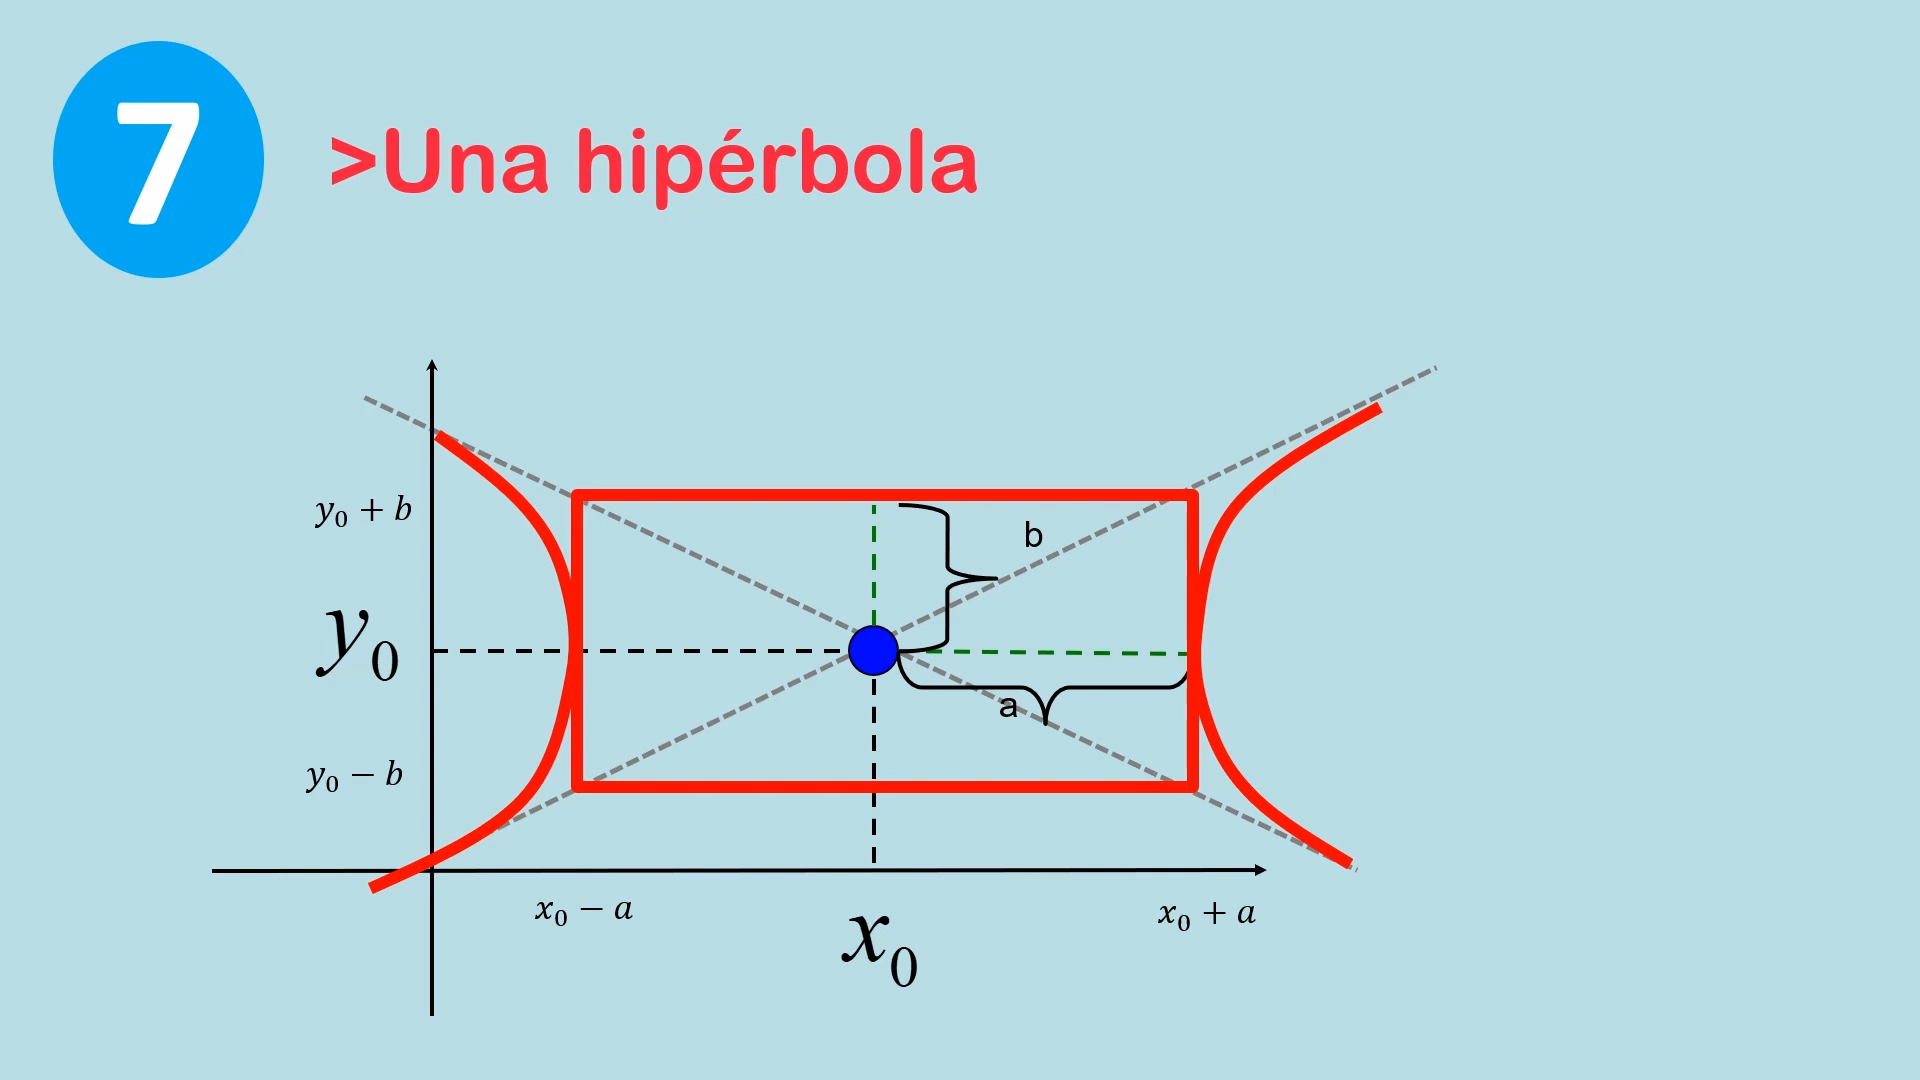 7
>Una hipérbola
y₀ + b
b
y₀
a
y₀ − b
x₀ − a
x₀
x₀ + a